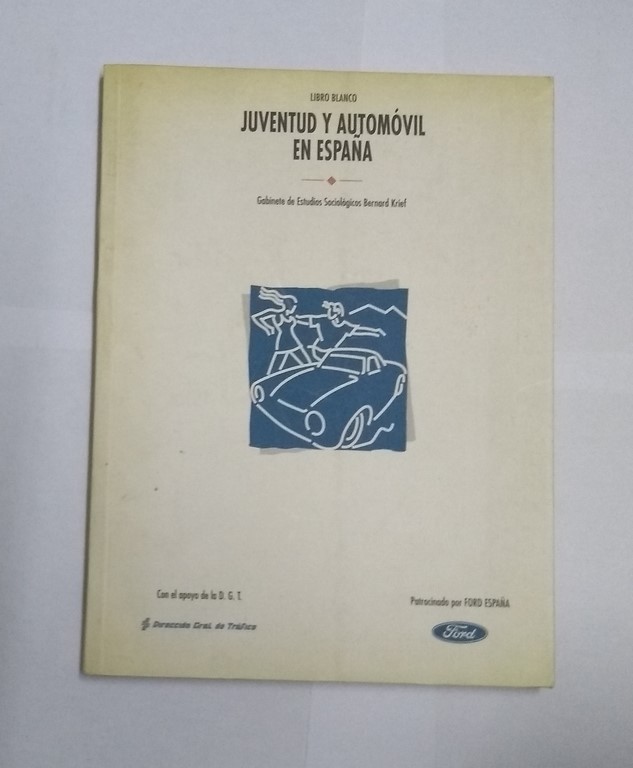 LIBRO BLANCO
JUVENTUD Y AUTOMÓVIL
EN ESPAÑA
Gabinete de Estudios Sociológicos Bernard Krief
Con el apoyo de la D. G. T.
Dirección Gral. de Tráfico
Patrocinado por FORD ESPAÑA
Ford